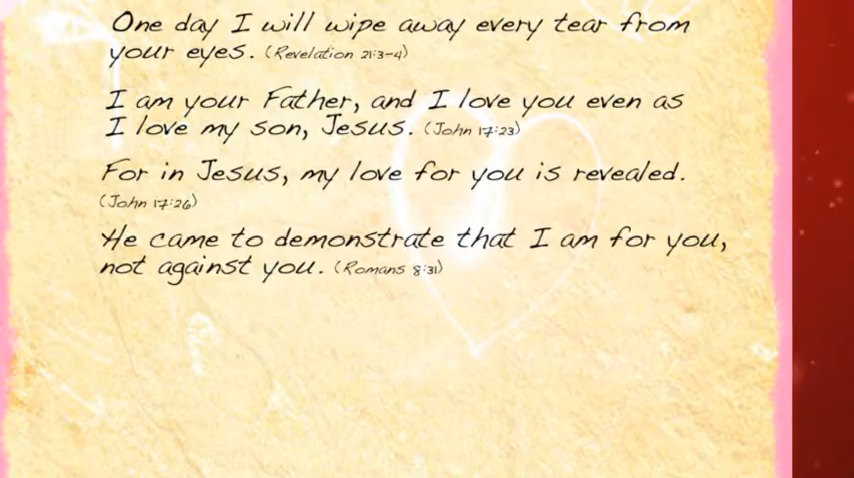 One day I will wipe away every tear from
your eyes. (Revelation 21:3-4)
I am your Father, and I love you even as
I love my son, Jesus. (John 17:23)
For in Jesus, my love for you is revealed.
(John 17:26)
He came to demonstrate that I am for you,
not against you. (Romans 8:31)